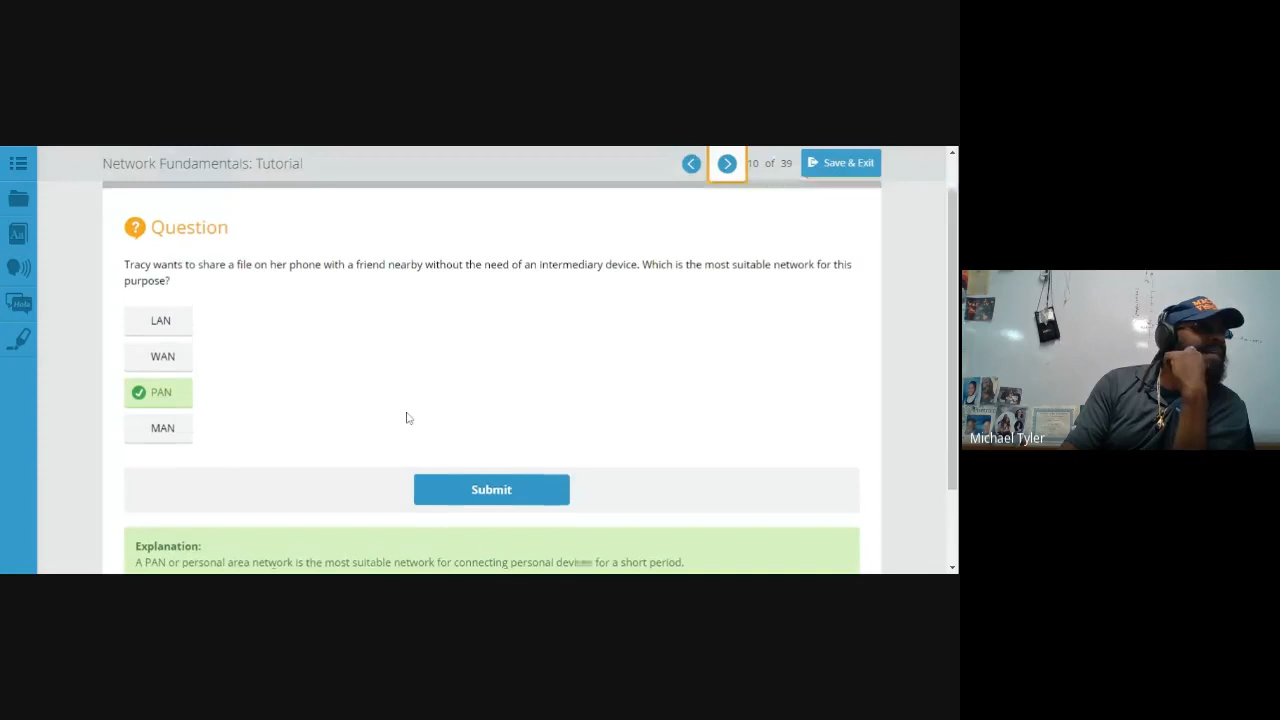 Network Fundamentals: Tutorial
10 of 39
Save & Exit
Question
Tracy wants to share a file on her phone with a friend nearby without the need of an intermediary device. Which is the most suitable network for this
purpose?
LAN
WAN
PAN
MAN
Submit
Explanation:
A PAN or personal area network is the most suitable network for connecting personal devices for a short period.
Aa
Hola
Michael Tyler